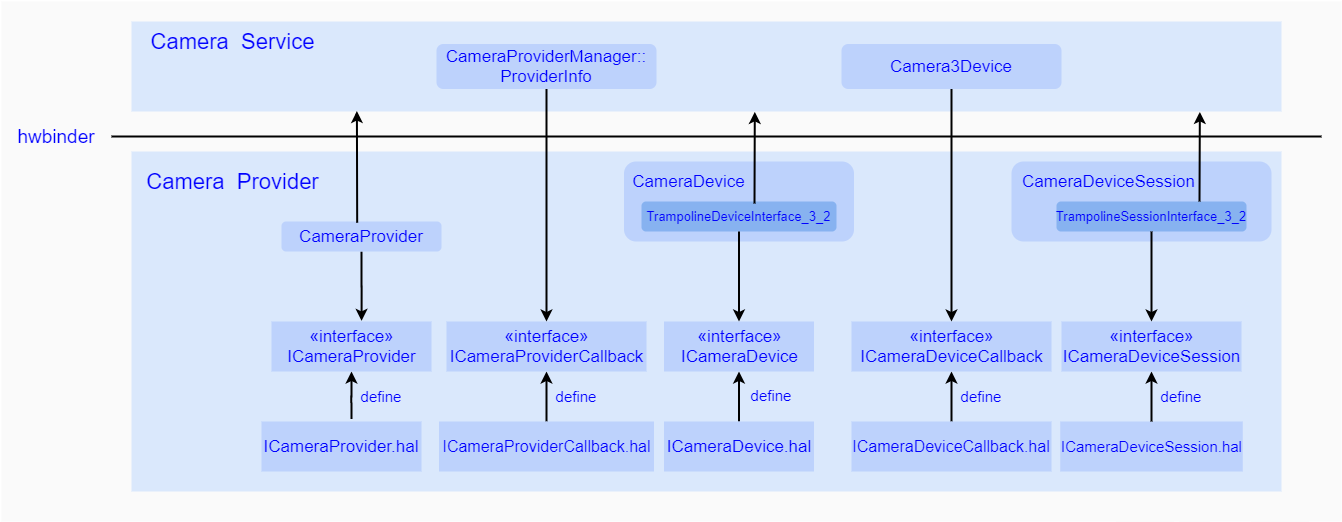 Camera Service
CameraProviderManager::
ProviderInfo
Camera3Device
hwbinder
Camera Provider
CameraDevice
CameraDeviceSession
TrampolineDeviceInterface_3_2
TrampolineSessionInterface_3_2
CameraProvider
«interface»
ICameraProvider
«interface»
ICameraProviderCallback
«interface»
ICameraDevice
«interface»
ICameraDeviceCallback
«interface»
ICameraDeviceSession
define
define
define
define
define
ICameraProvider.hal
ICameraProviderCallback.hal
ICameraDevice.hal
ICameraDeviceCallback.hal
ICameraDeviceSession.hal